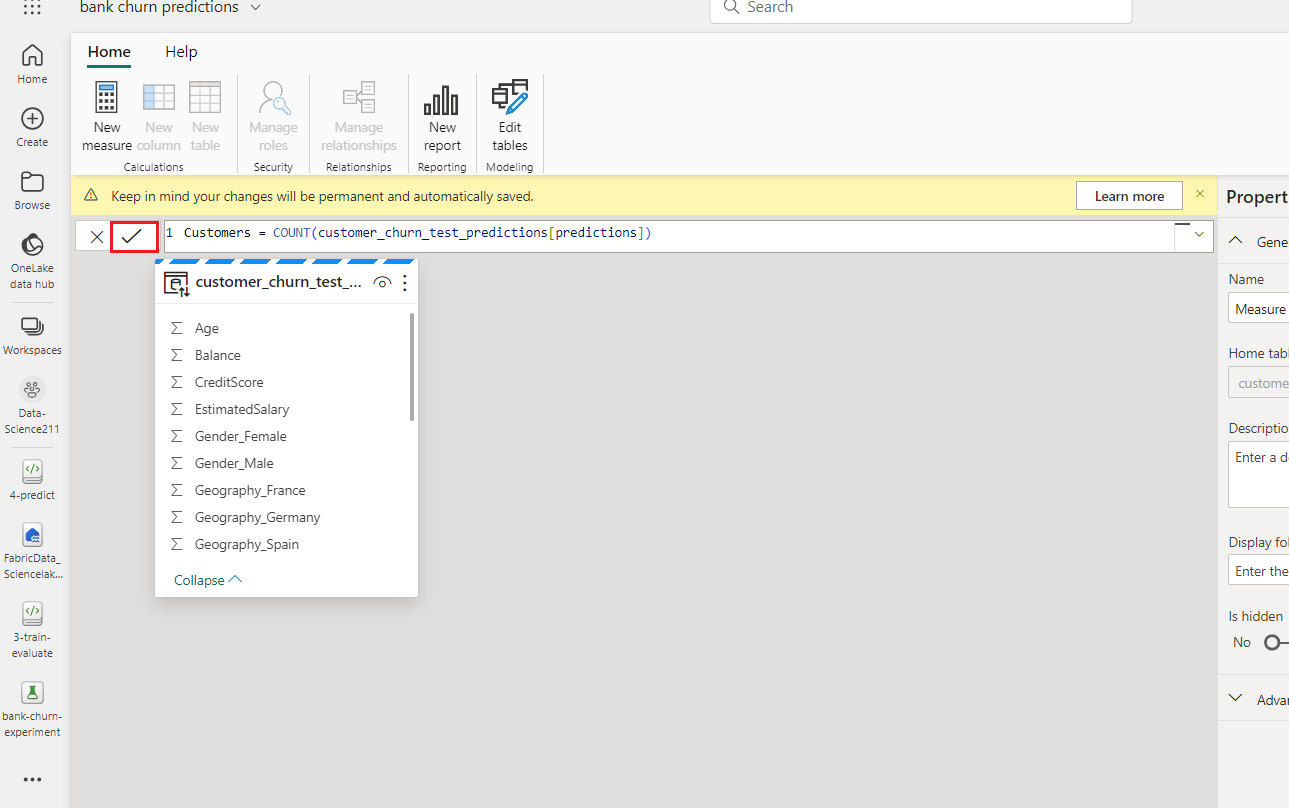 bank churn predictions
Search
Home
Create
Browse
OneLake
data hub
Workspaces
Data-
Science211
4-predict
FabricData_
Sciencelak...
3-train-
evaluate
bank-churn-
experiment
Home Help
New
measure
New
column
New
table
Calculations
Manage
roles
Security
Manage
relationships
Relationships
New
report
Reporting
Edit
tables
Modeling
Keep in mind your changes will be permanent and automatically saved.
Learn more
1 Customers = COUNT(customer_churn_test_predictions[predictions])
customer_churn_test_...
Age
Balance
CreditScore
EstimatedSalary
Gender_Female
Gender_Male
Geography_France
Geography_Germany
Geography_Spain
Collapse
Propert
Gene
Name
Measure
Home tabl
custome
Descriptio
Enter a d
Display fol
Enter the
Is hidden
No
Advan